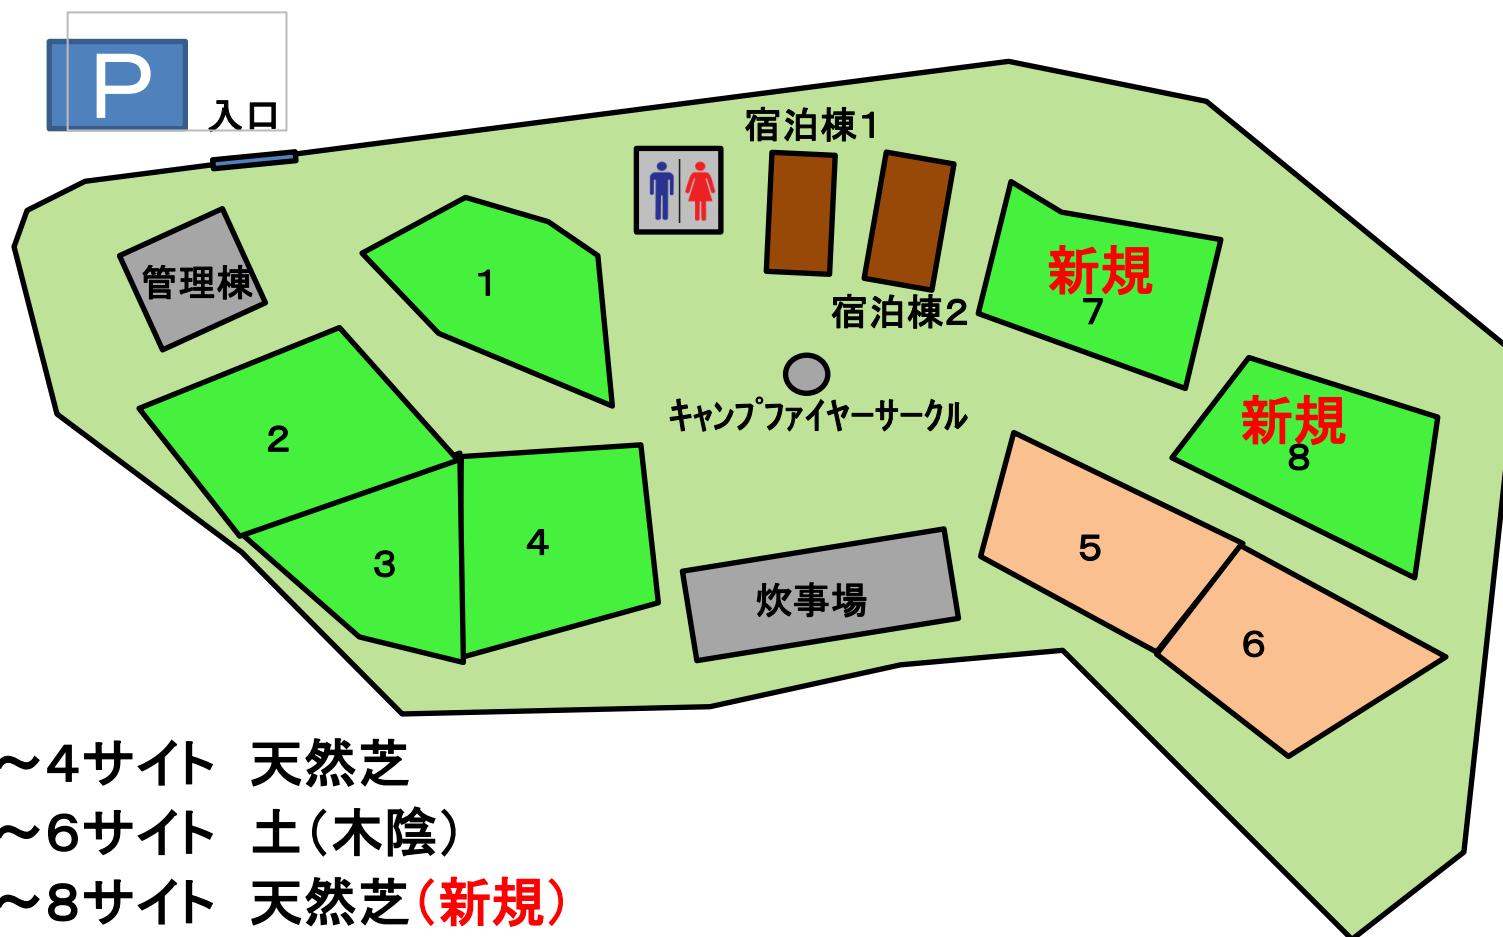 P
入口
宿泊棟1
管理棟
1
新規
7
宿泊棟2
キャンプファイヤーサークル
新規
8
2
5
4
3
炊事場
6
～4サイト　天然芝
～6サイト　土（木陰）
～8サイト　天然芝（新規）